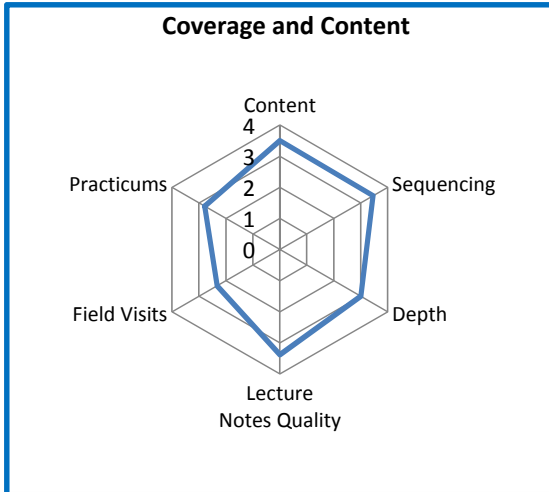 Coverage and Content
Content
4
3
2
1
0
Practicums
Sequencing
Field Visits
Depth
Lecture
Notes Quality